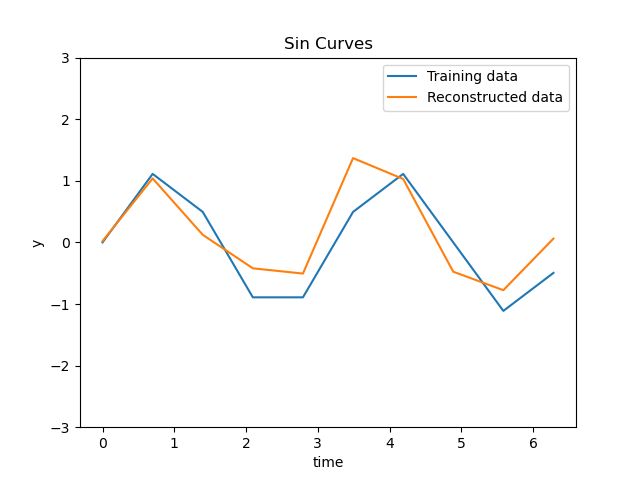 Sin Curves
Training data
Reconstructed data
3
2
1
0
−1
−2
−3
y
0 1 2 3 4 5 6
time